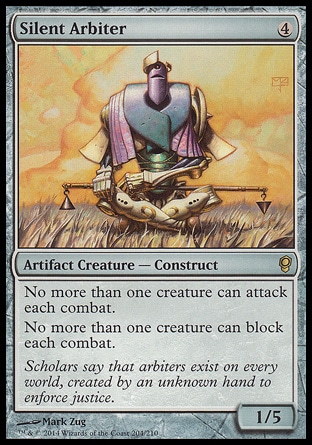 Silent Arbiter 4
Artifact Creature — Construct
No more than one creature can attack
each combat.
No more than one creature can block
each combat.
Scholars say that arbiters exist on every
world, created by an unknown hand to
enforce justice.
1/5
Mark Zug
™ & © 2014 Wizards of the Coast 204/210